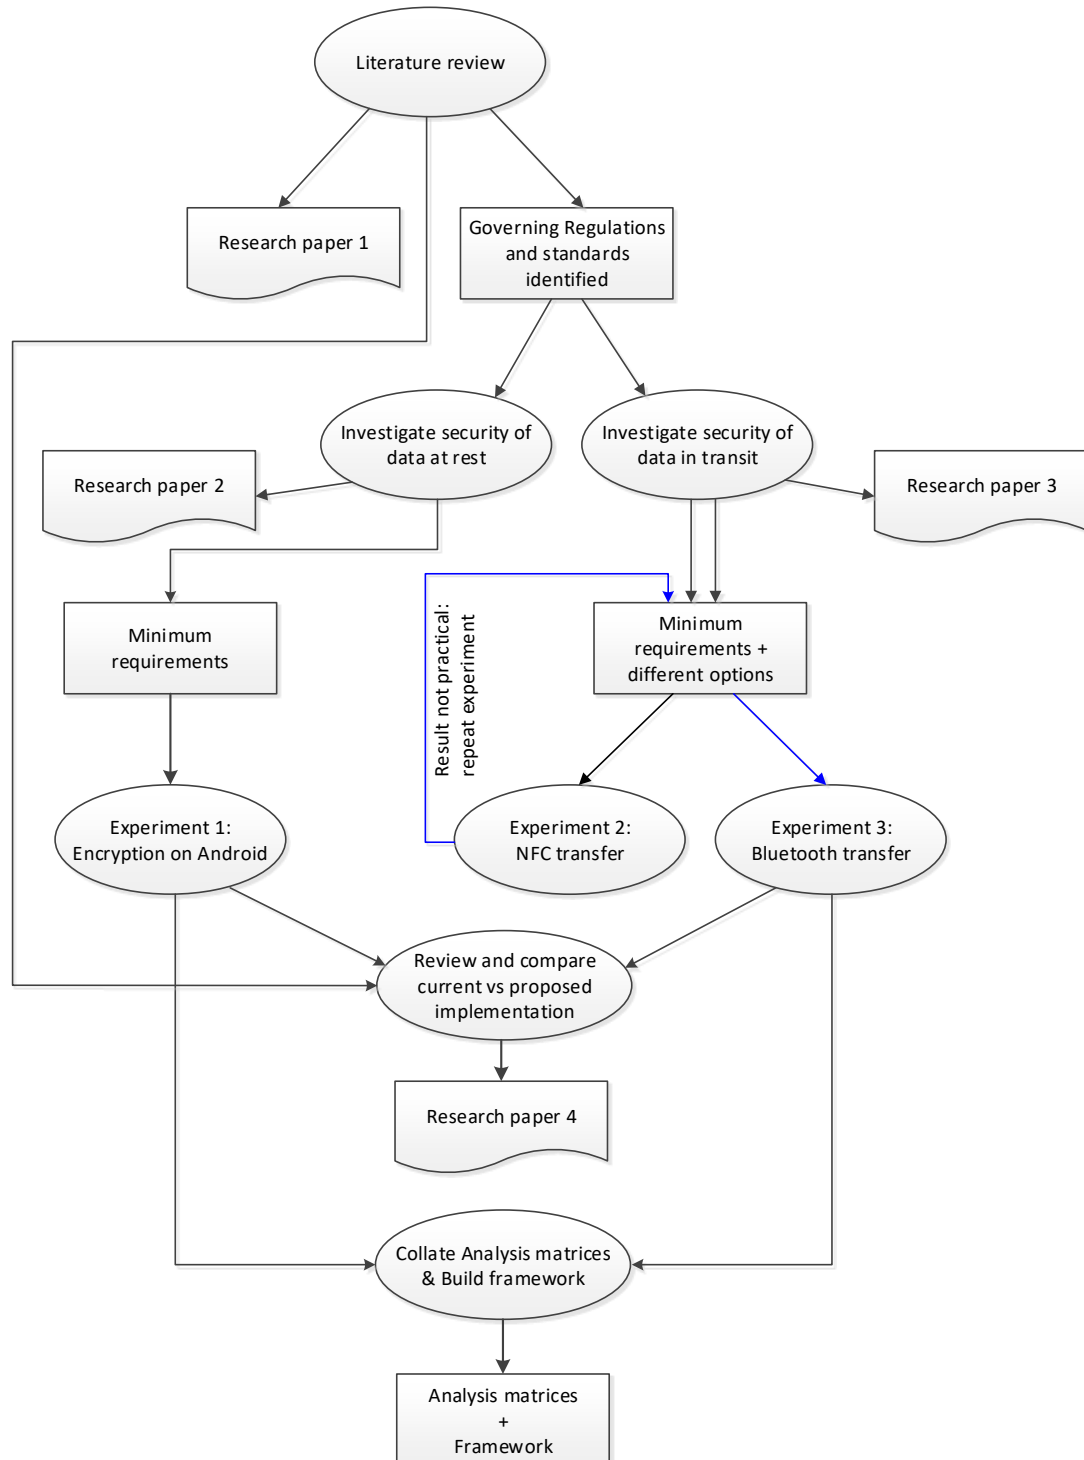 Literature review
Research paper 1
Governing Regulations
and standards
identified
Investigate security of
data at rest
Investigate security of
data in transit
Research paper 2
Research paper 3
Minimum
requirements
Result not practical:
repeat experiment
Minimum
requirements +
different options
Experiment 1:
Encryption on Android
Experiment 2:
NFC transfer
Experiment 3:
Bluetooth transfer
Review and compare
current vs proposed
implementation
Research paper 4
Collate Analysis matrices
& Build framework
Analysis matrices
+
Framework